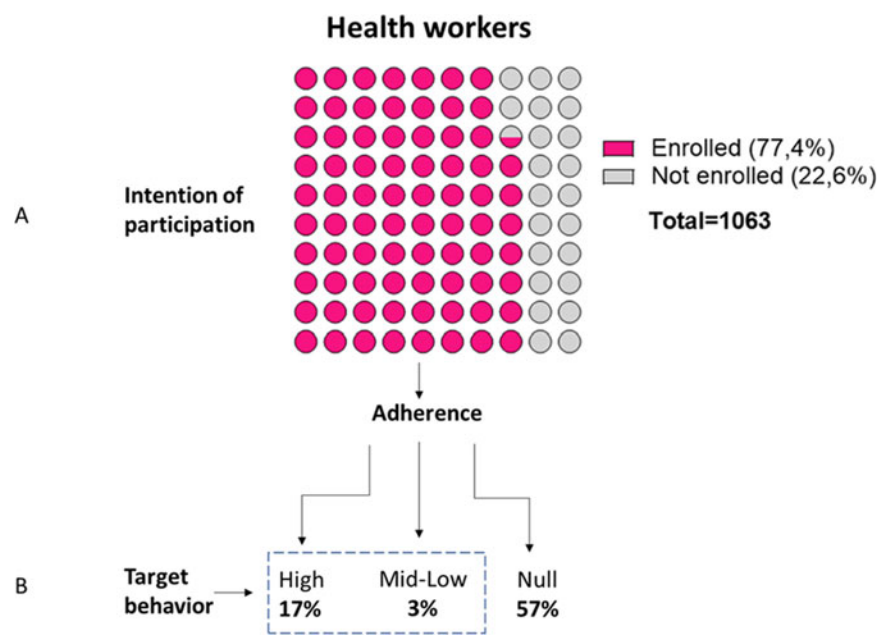 Health workers
Enrolled (77,4%)
Not enrolled (22,6%)
Total=1063
A
Intention of
participation
Adherence
B
Target
behavior
High
17%
Mid-Low
3%
Null
57%